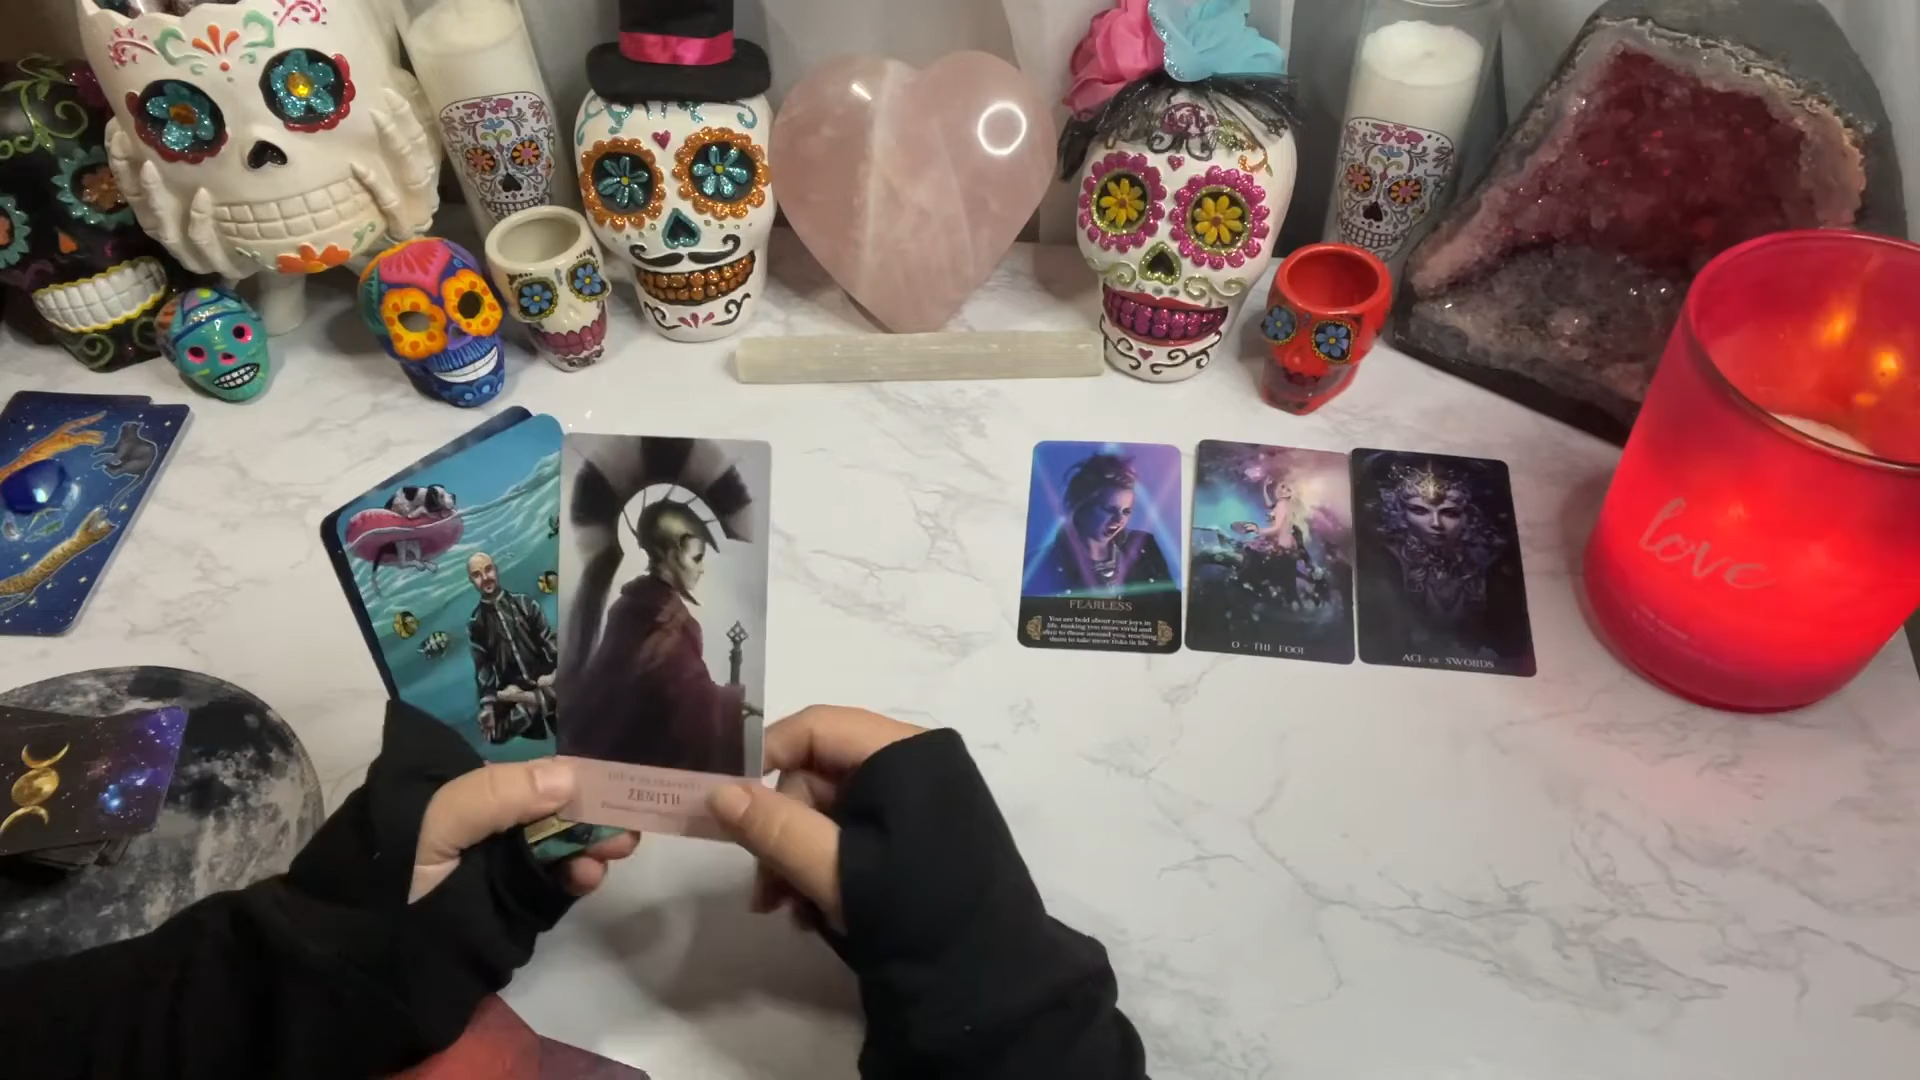 ZENITH
FEARLESS
You are bold about your joys in
life, making you more vivid and
alive to those around you, teaching
them to take more risks in life
0 - THE FOOL
ACE OF SWORDS
love